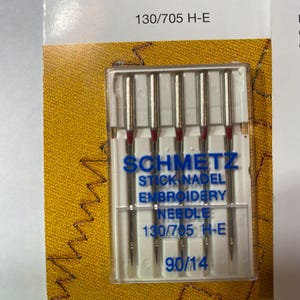 130/705 H-E
SCHMETZ
STICK-NADEL
EMBROIDERY
NEEDLE
130/705 H-E
90/14